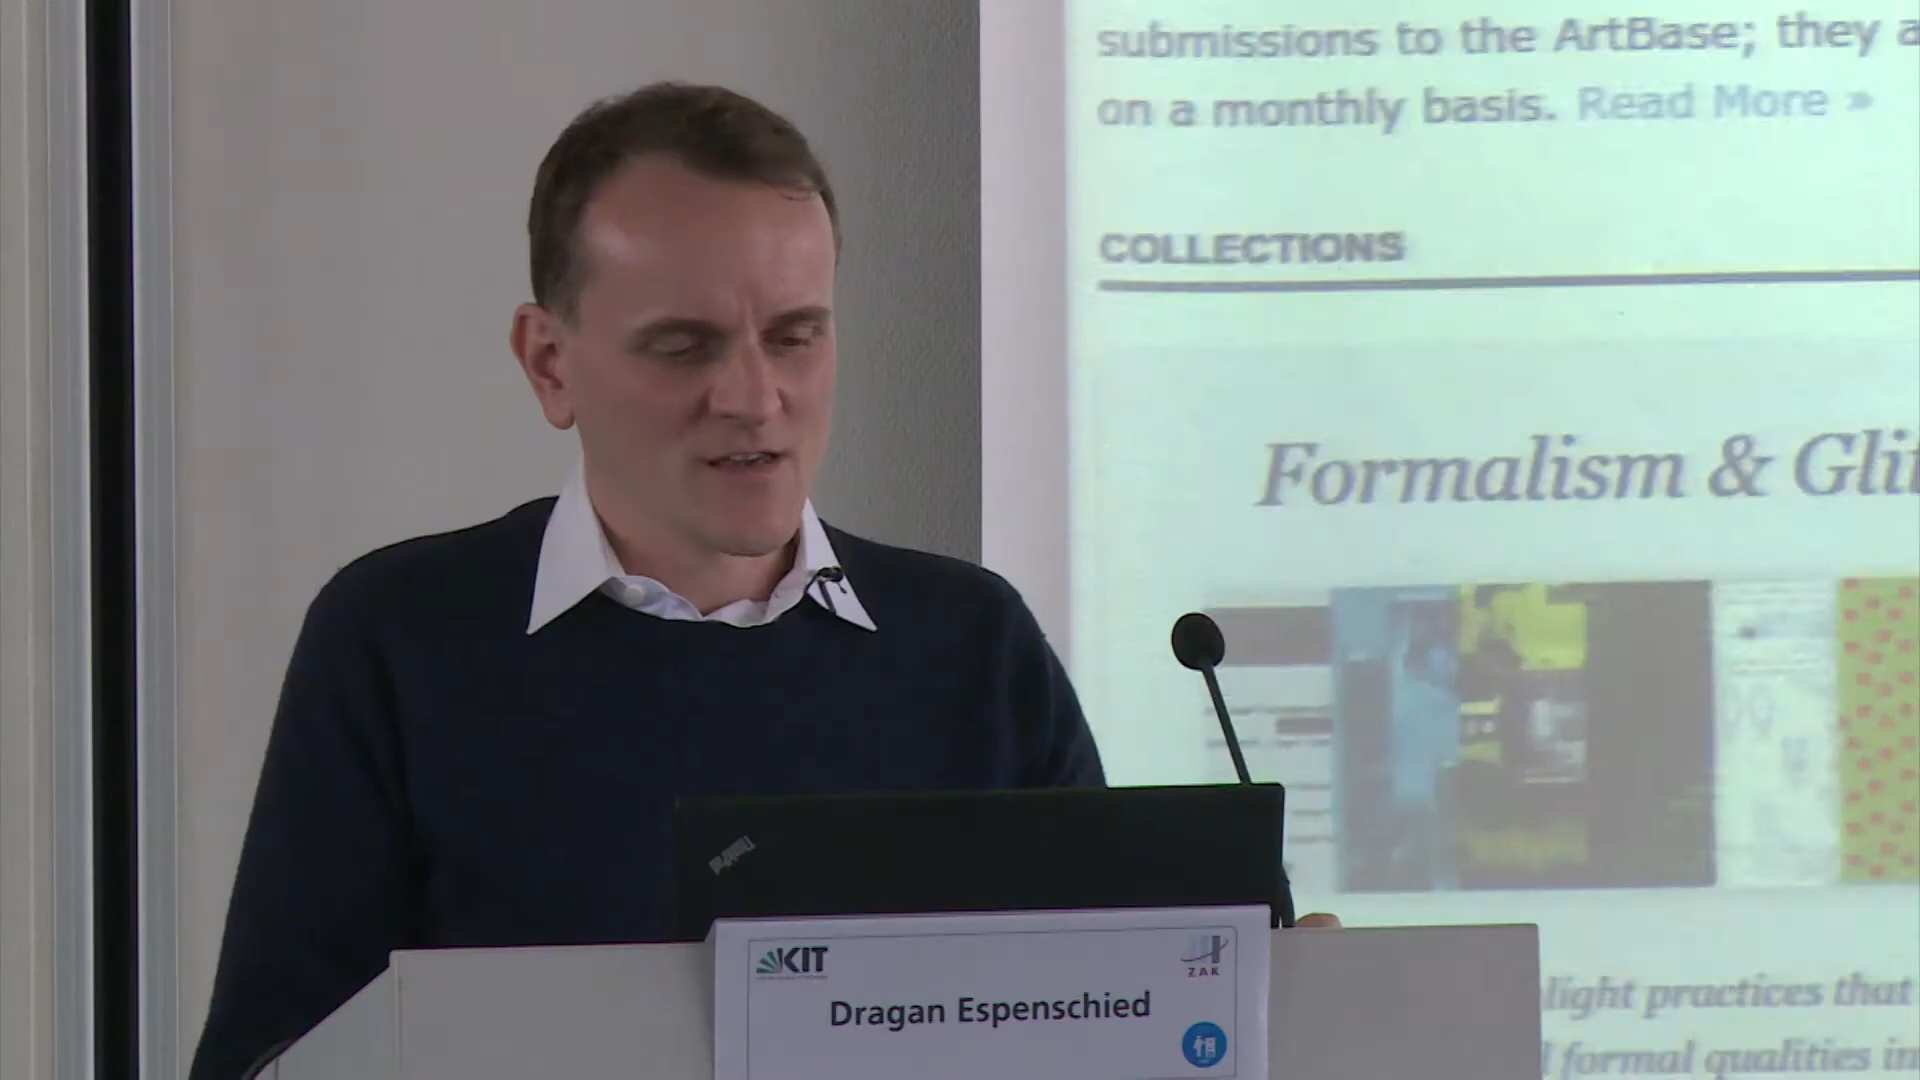 submissions to the ArtBase; they a
on a monthly basis. Read More »
COLLECTIONS
Formalism & Glit
ThinkPad
KIT
ZAK
Dragan Espenschied
light practices that
formal qualities in